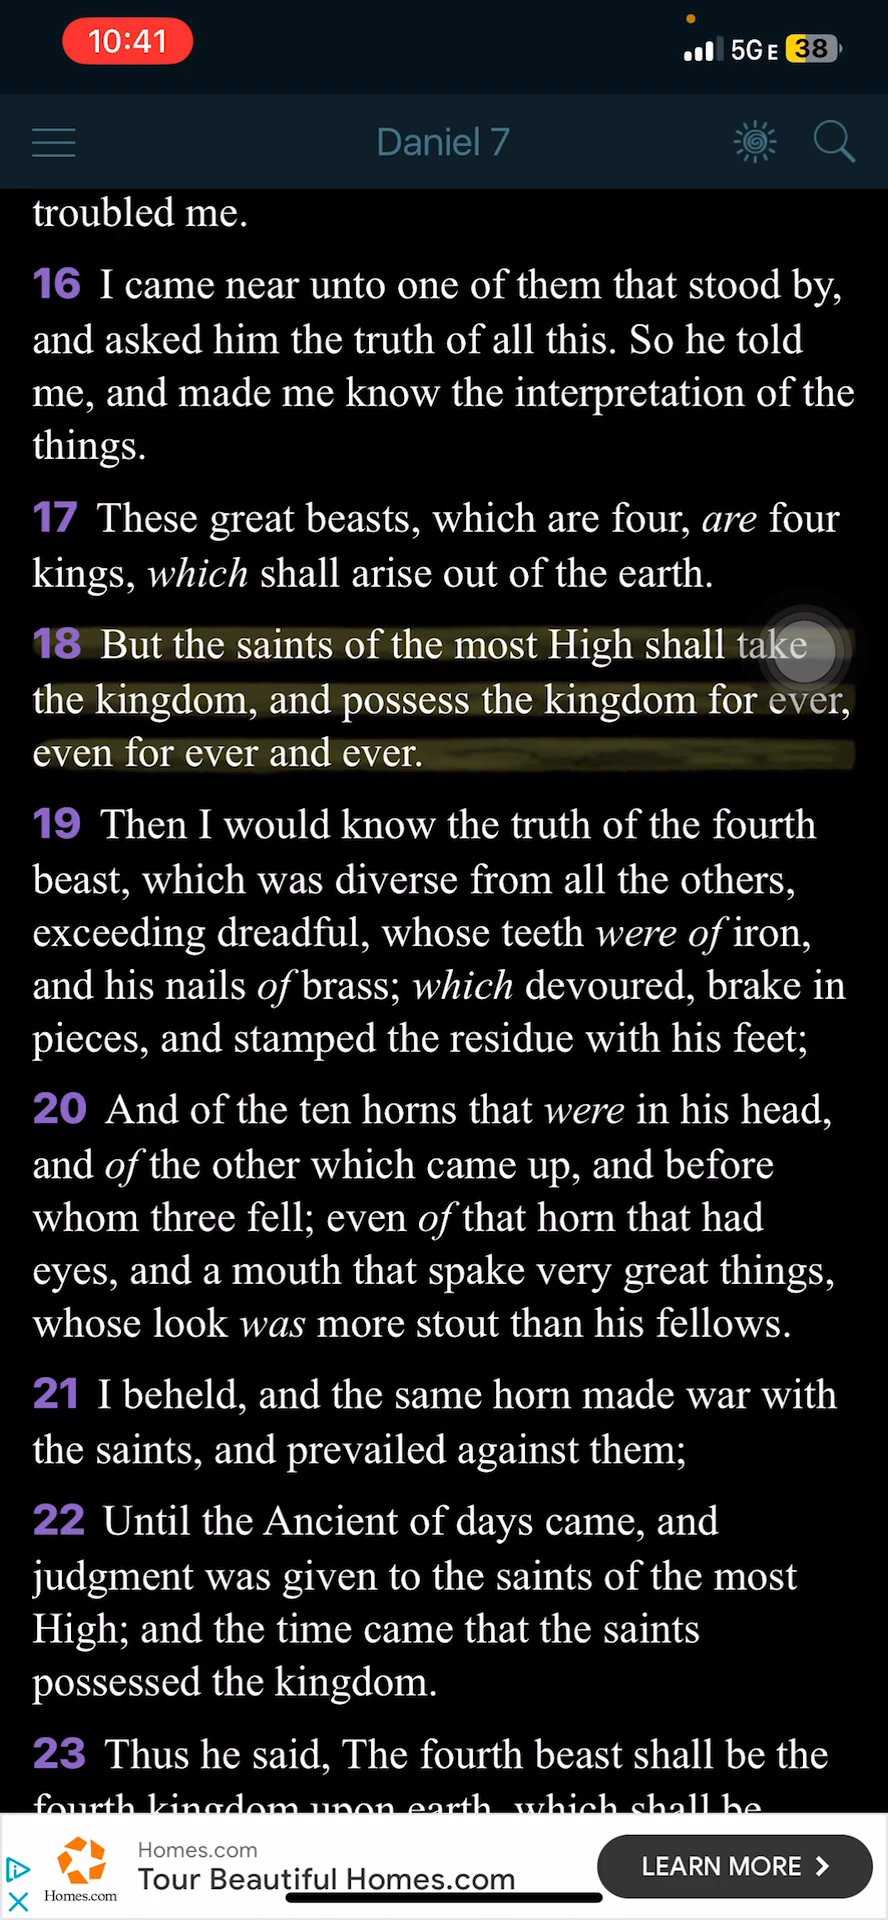 10:41
5GE 38
Daniel 7
troubled me.
16 I came near unto one of them that stood by,
and asked him the truth of all this. So he told
me, and made me know the interpretation of the
things.
17 These great beasts, which are four, are four
kings, which shall arise out of the earth.
18 But the saints of the most High shall take
the kingdom, and possess the kingdom for ever,
even for ever and ever.
19 Then I would know the truth of the fourth
beast, which was diverse from all the others,
exceeding dreadful, whose teeth were of iron,
and his nails of brass; which devoured, brake in
pieces, and stamped the residue with his feet;
20 And of the ten horns that were in his head,
and of the other which came up, and before
whom three fell; even of that horn that had
eyes, and a mouth that spake very great things,
whose look was more stout than his fellows.
21 I beheld, and the same horn made war with
the saints, and prevailed against them;
22 Until the Ancient of days came, and
judgment was given to the saints of the most
High; and the time came that the saints
possessed the kingdom.
23 Thus he said, The fourth beast shall be the
fourth kingdom upon earth, which shall be
Homes.com
Tour Beautiful Homes.com
LEARN MORE
Homes.com